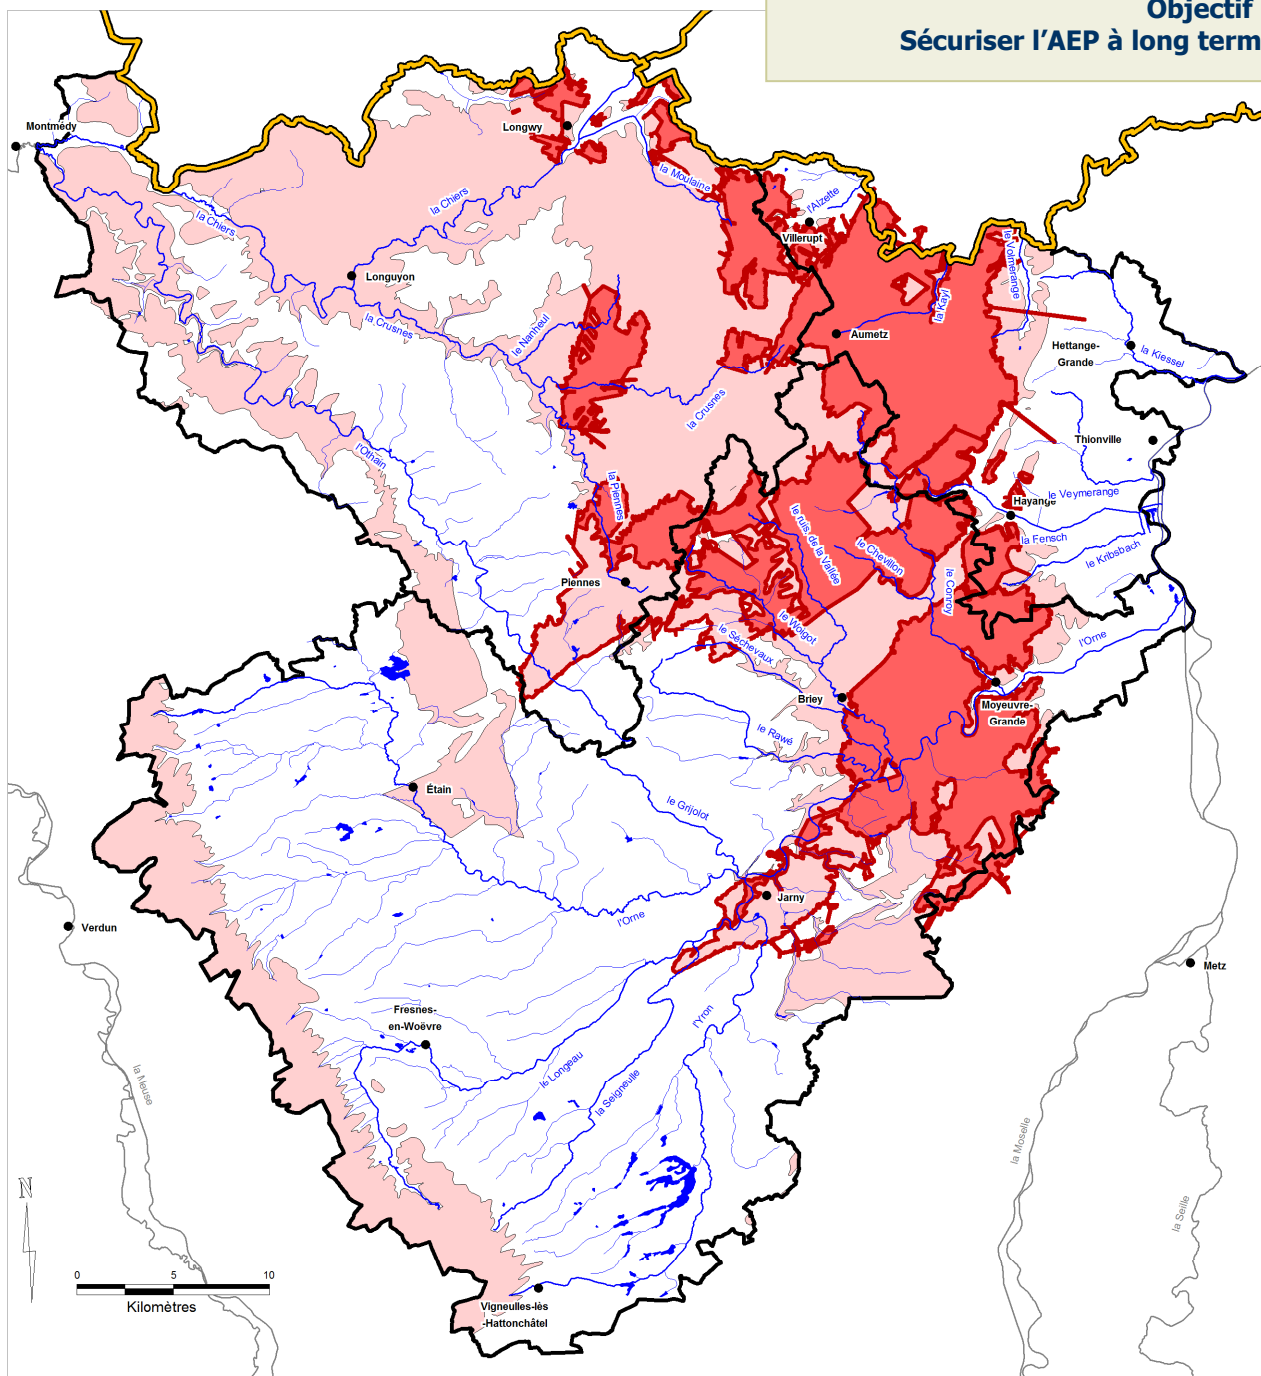 Objectif
Sécuriser l'AEP à long term
Montmédy
Longwy
la Moulaine
l'Alzette
la Chiers
la Chiers
Villerupt
le Volmerange
Longuyon
la Kayl
la Crusnes
le Nanheul
Aumetz
Hettange-
Grande
la Kiessel
la Crusnes
Thionville
l'Othain
la Piennes
le ruis. de la Vallée
Hayange
le Veymerange
la Fensch
le Chevillon
le Kribsbach
Piennes
le Conroy
le Woigot
le Séchevaux
l'Orne
Briey
Moyeuvre-
Grande
le Rawé
Étain
le Grijolot
Jarny
l'Orne
Verdun
Metz
Fresnes-
en-Woëvre
l'Yron
le Longeau
la Seigneulle
la Meuse
la Moselle
la Seille
N
0 5 10
Kilomètres
Vigneulles-lès
-Hattonchâtel